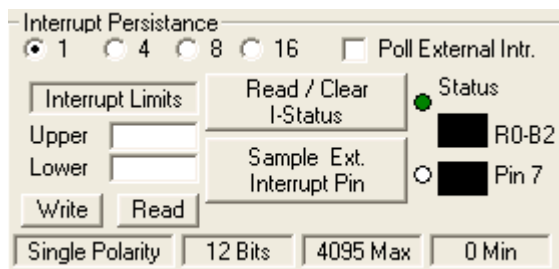 Interrupt Persistance
1 4 8 16 Poll External Intr.
Interrupt Limits
Read / Clear
I-Status
Status
Upper
R0-B2
Lower
Sample Ext.
Interrupt Pin
Pin 7
Write Read
Single Polarity 12 Bits 4095 Max 0 Min